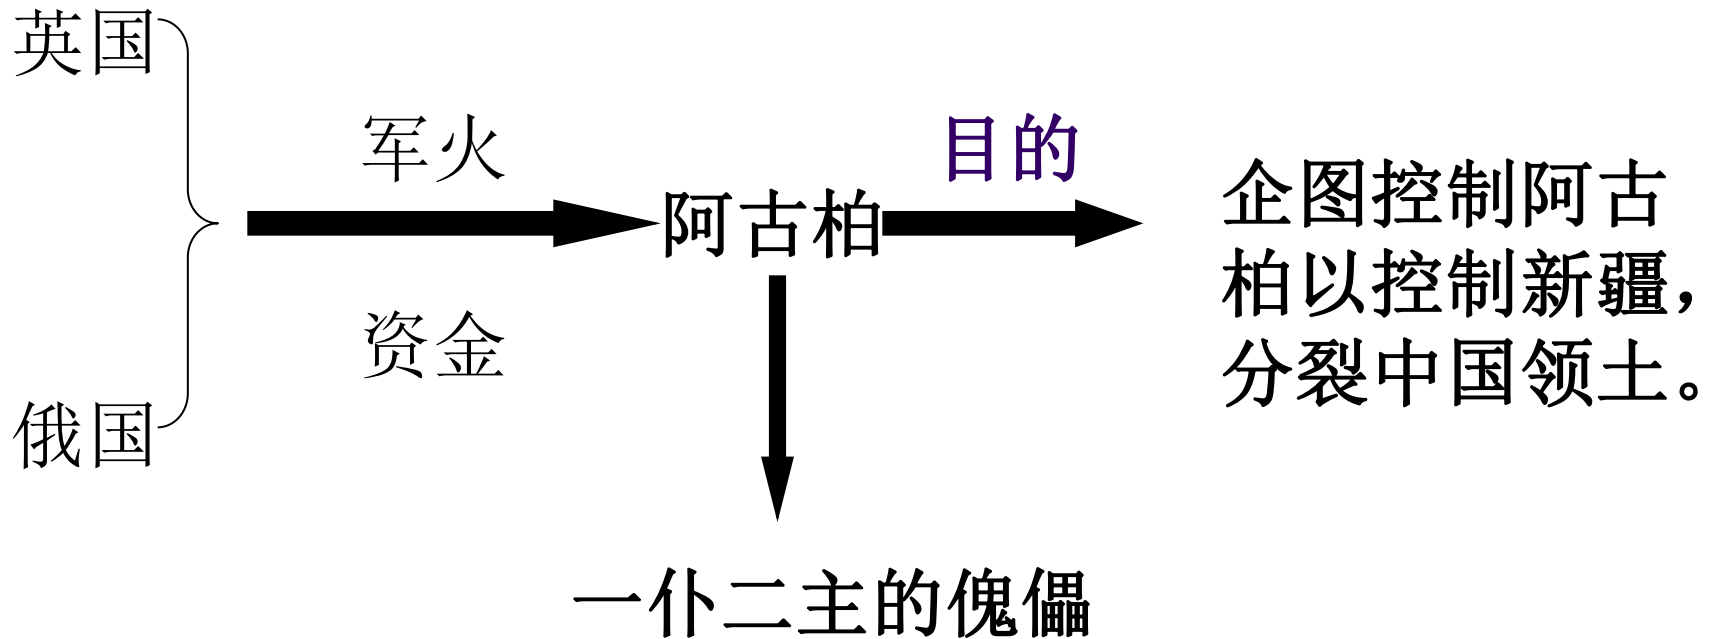 英国
军火
目的
阿古柏
企图控制阿古
柏以控制新疆，
分裂中国领土。
资金
俄国
一仆二主的傀儡